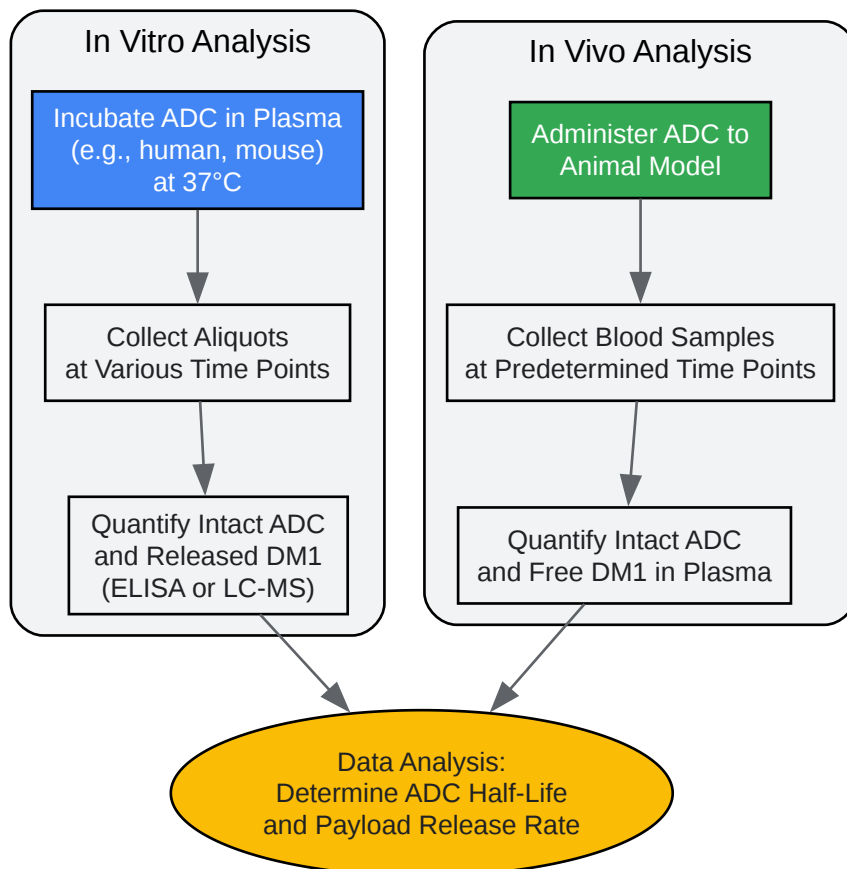 In Vitro Analysis
Incubate ADC in Plasma
(e.g., human, mouse)
at 37°C
Collect Aliquots
at Various Time Points
Quantify Intact ADC
and Released DM1
(ELISA or LC-MS)
In Vivo Analysis
Administer ADC to
Animal Model
Collect Blood Samples
at Predetermined Time Points
Quantify Intact ADC
and Free DM1 in Plasma
Data Analysis:
Determine ADC Half-Life
and Payload Release Rate